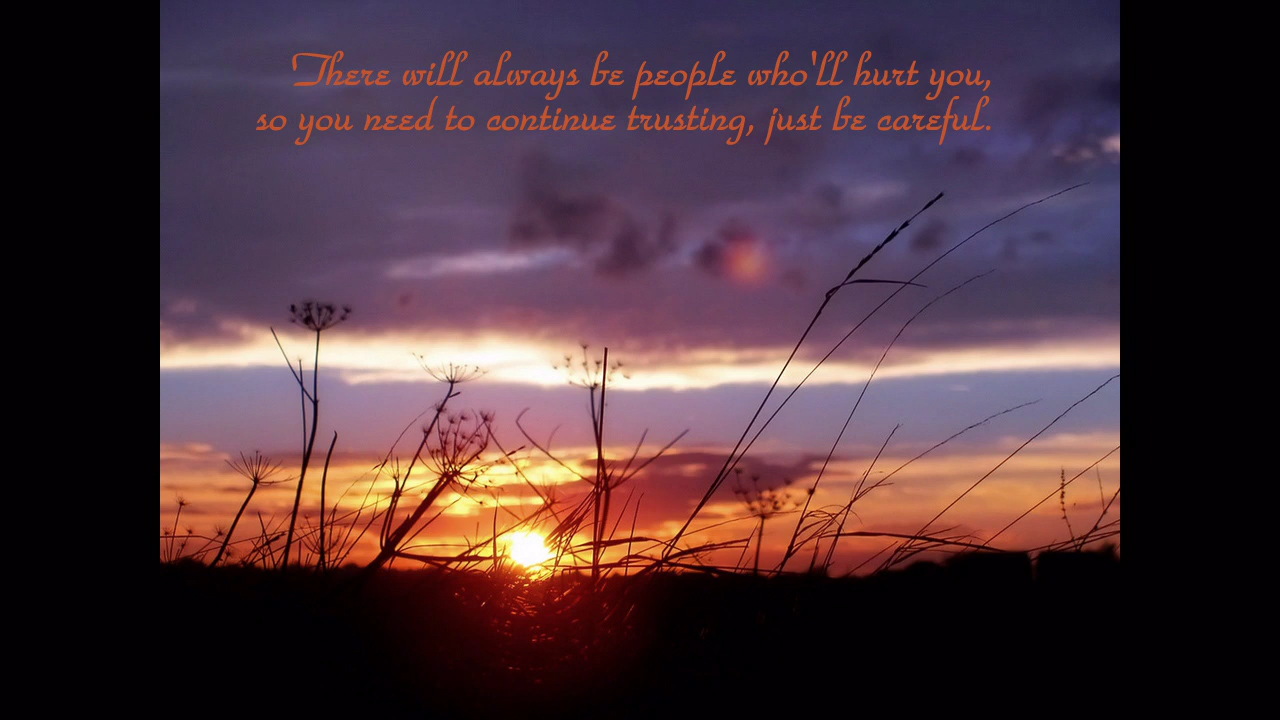 There will always be people who'll hurt you,
so you need to continue trusting, just be careful.